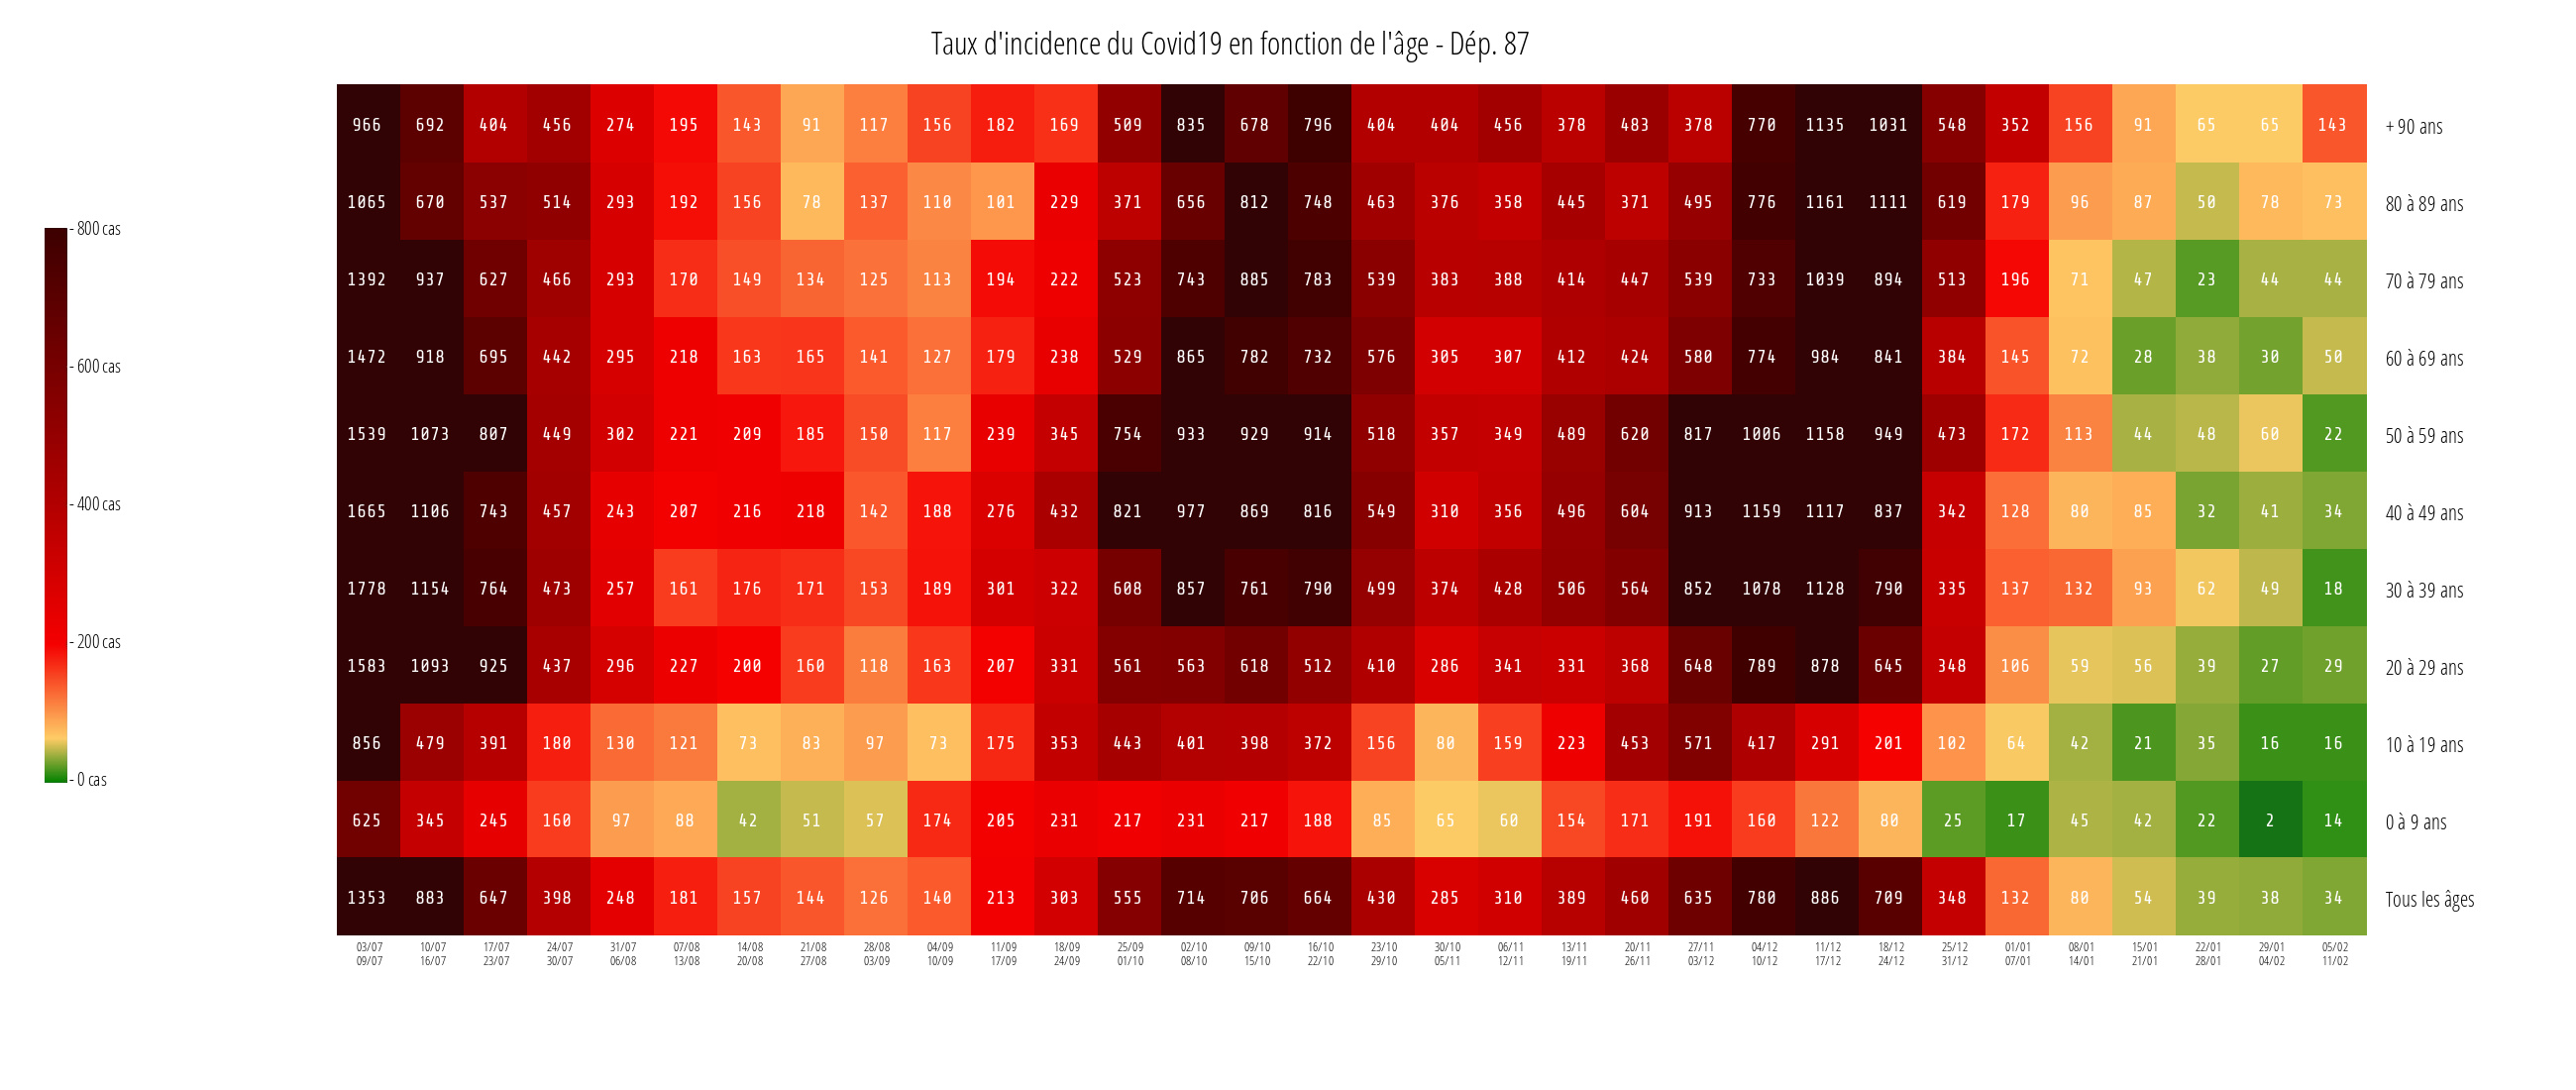 Taux d'incidence du Covid19 en fonction de l'âge - Dép. 87
- 800 cas
- 600 cas
- 400 cas
- 200 cas
- 0 cas
966 692 404 456 274 195 143 91 117 156 182 169 509 835 678 796 404 404 456 378 483 378 770 1135 1031 548 352 156 91 65 65 143 + 90 ans
1065 670 537 514 293 192 156 78 137 110 101 229 371 656 812 748 463 376 358 445 371 495 776 1161 1111 619 179 96 87 50 78 73 80 à 89 ans
1392 937 627 466 293 170 149 134 125 113 194 222 523 743 885 783 539 383 388 414 447 539 733 1039 894 513 196 71 47 23 44 44 70 à 79 ans
1472 918 695 442 295 218 163 165 141 127 179 238 529 865 782 732 576 305 307 412 424 580 774 984 841 384 145 72 28 38 30 50 60 à 69 ans
1539 1073 807 449 302 221 209 185 150 117 239 345 754 933 929 914 518 357 349 489 620 817 1006 1158 949 473 172 113 44 48 60 22 50 à 59 ans
1665 1106 743 457 243 207 216 218 142 188 276 432 821 977 869 816 549 310 356 496 604 913 1159 1117 837 342 128 80 85 32 41 34 40 à 49 ans
1778 1154 764 473 257 161 176 171 153 189 301 322 608 857 761 790 499 374 428 506 564 852 1078 1128 790 335 137 132 93 62 49 18 30 à 39 ans
1583 1093 925 437 296 227 200 160 118 163 207 331 561 563 618 512 410 286 341 331 368 648 789 878 645 348 106 59 56 39 27 29 20 à 29 ans
856 479 391 180 130 121 73 83 97 73 175 353 443 401 398 372 156 80 159 223 453 571 417 291 201 102 64 42 21 35 16 16 10 à 19 ans
625 345 245 160 97 88 42 51 57 174 205 231 217 231 217 188 85 65 60 154 171 191 160 122 80 25 17 45 42 22 2 14 0 à 9 ans
1353 883 647 398 248 181 157 144 126 140 213 303 555 714 706 664 430 285 310 389 460 635 780 886 709 348 132 80 54 39 38 34 Tous les âges
03/07 10/07 17/07 24/07 31/07 07/08 14/08 21/08 28/08 04/09 11/09 18/09 25/09 02/10 09/10 16/10 23/10 30/10 06/11 13/11 20/11 27/11 04/12 11/12 18/12 25/12 01/01 08/01 15/01 22/01 29/01 05/02
09/07 16/07 23/07 30/07 06/08 13/08 20/08 27/08 03/09 10/09 17/09 24/09 01/10 08/10 15/10 22/10 29/10 05/11 12/11 19/11 26/11 03/12 10/12 17/12 24/12 31/12 07/01 14/01 21/01 28/01 04/02 11/02